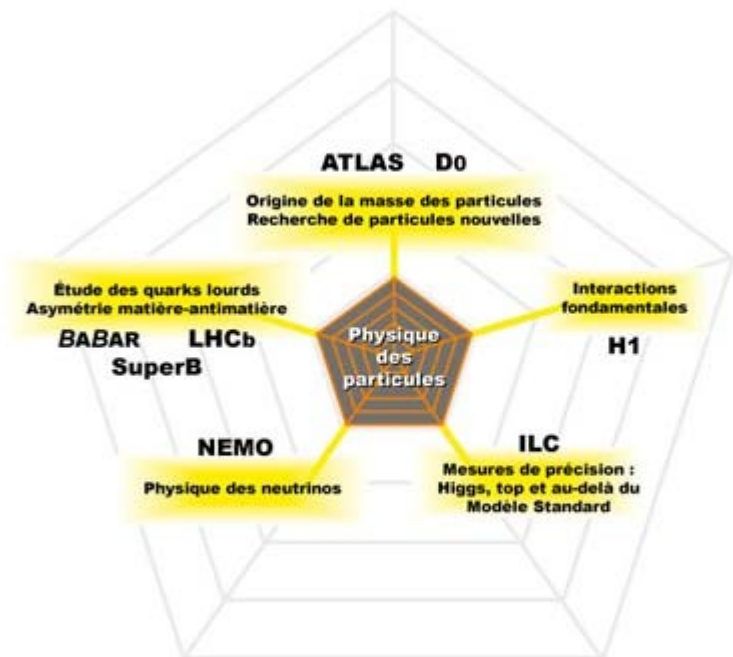 ATLAS D0
Origine de la masse des particules
Recherche de particules nouvelles
Étude des quarks lourds
Asymétrie matière-antimatière
BABAR LHCb
SuperB
Interactions
fondamentales
H1
Physique
des
particules
NEMO
Physique des neutrinos
ILC
Mesures de précision :
Higgs, top et au-delà du
Modèle Standard